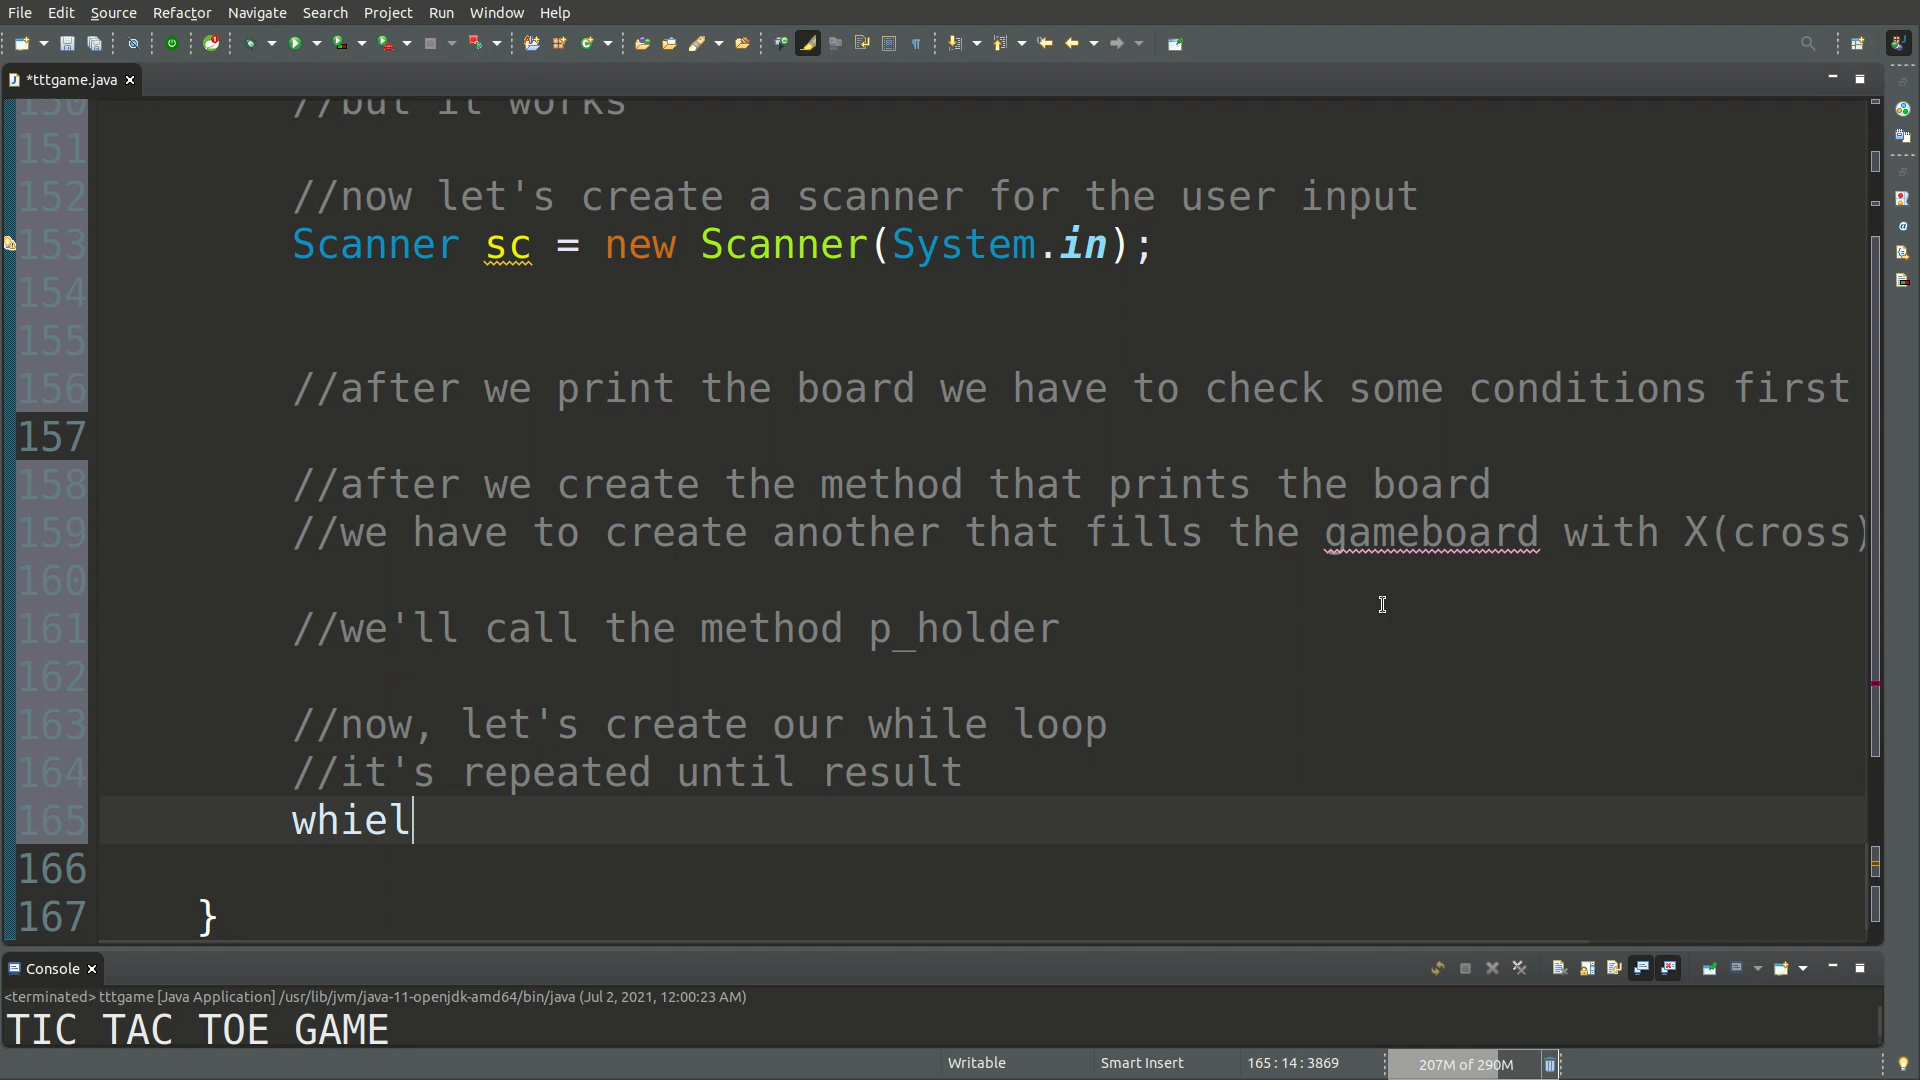 File Edit Source Refactor Navigate Search Project Run Window Help
*tttgame.java
150 //but it works
151
152 //now let's create a scanner for the user input
153 Scanner sc = new Scanner(System.in);
154
155
156 //after we print the board we have to check some conditions first
157
158 //after we create the method that prints the board
159 //we have to create another that fills the gameboard with X(cross)
160
161 //we'll call the method p_holder
162
163 //now, let's create our while loop
164 //it's repeated until result
165 whiel
166
167 }
Console
<terminated> tttgame [Java Application] /usr/lib/jvm/java-11-openjdk-amd64/bin/java (Jul 2, 2021, 12:00:23 AM)
TIC TAC TOE GAME
Writable Smart Insert 165 : 14 : 3869 207M of 290M